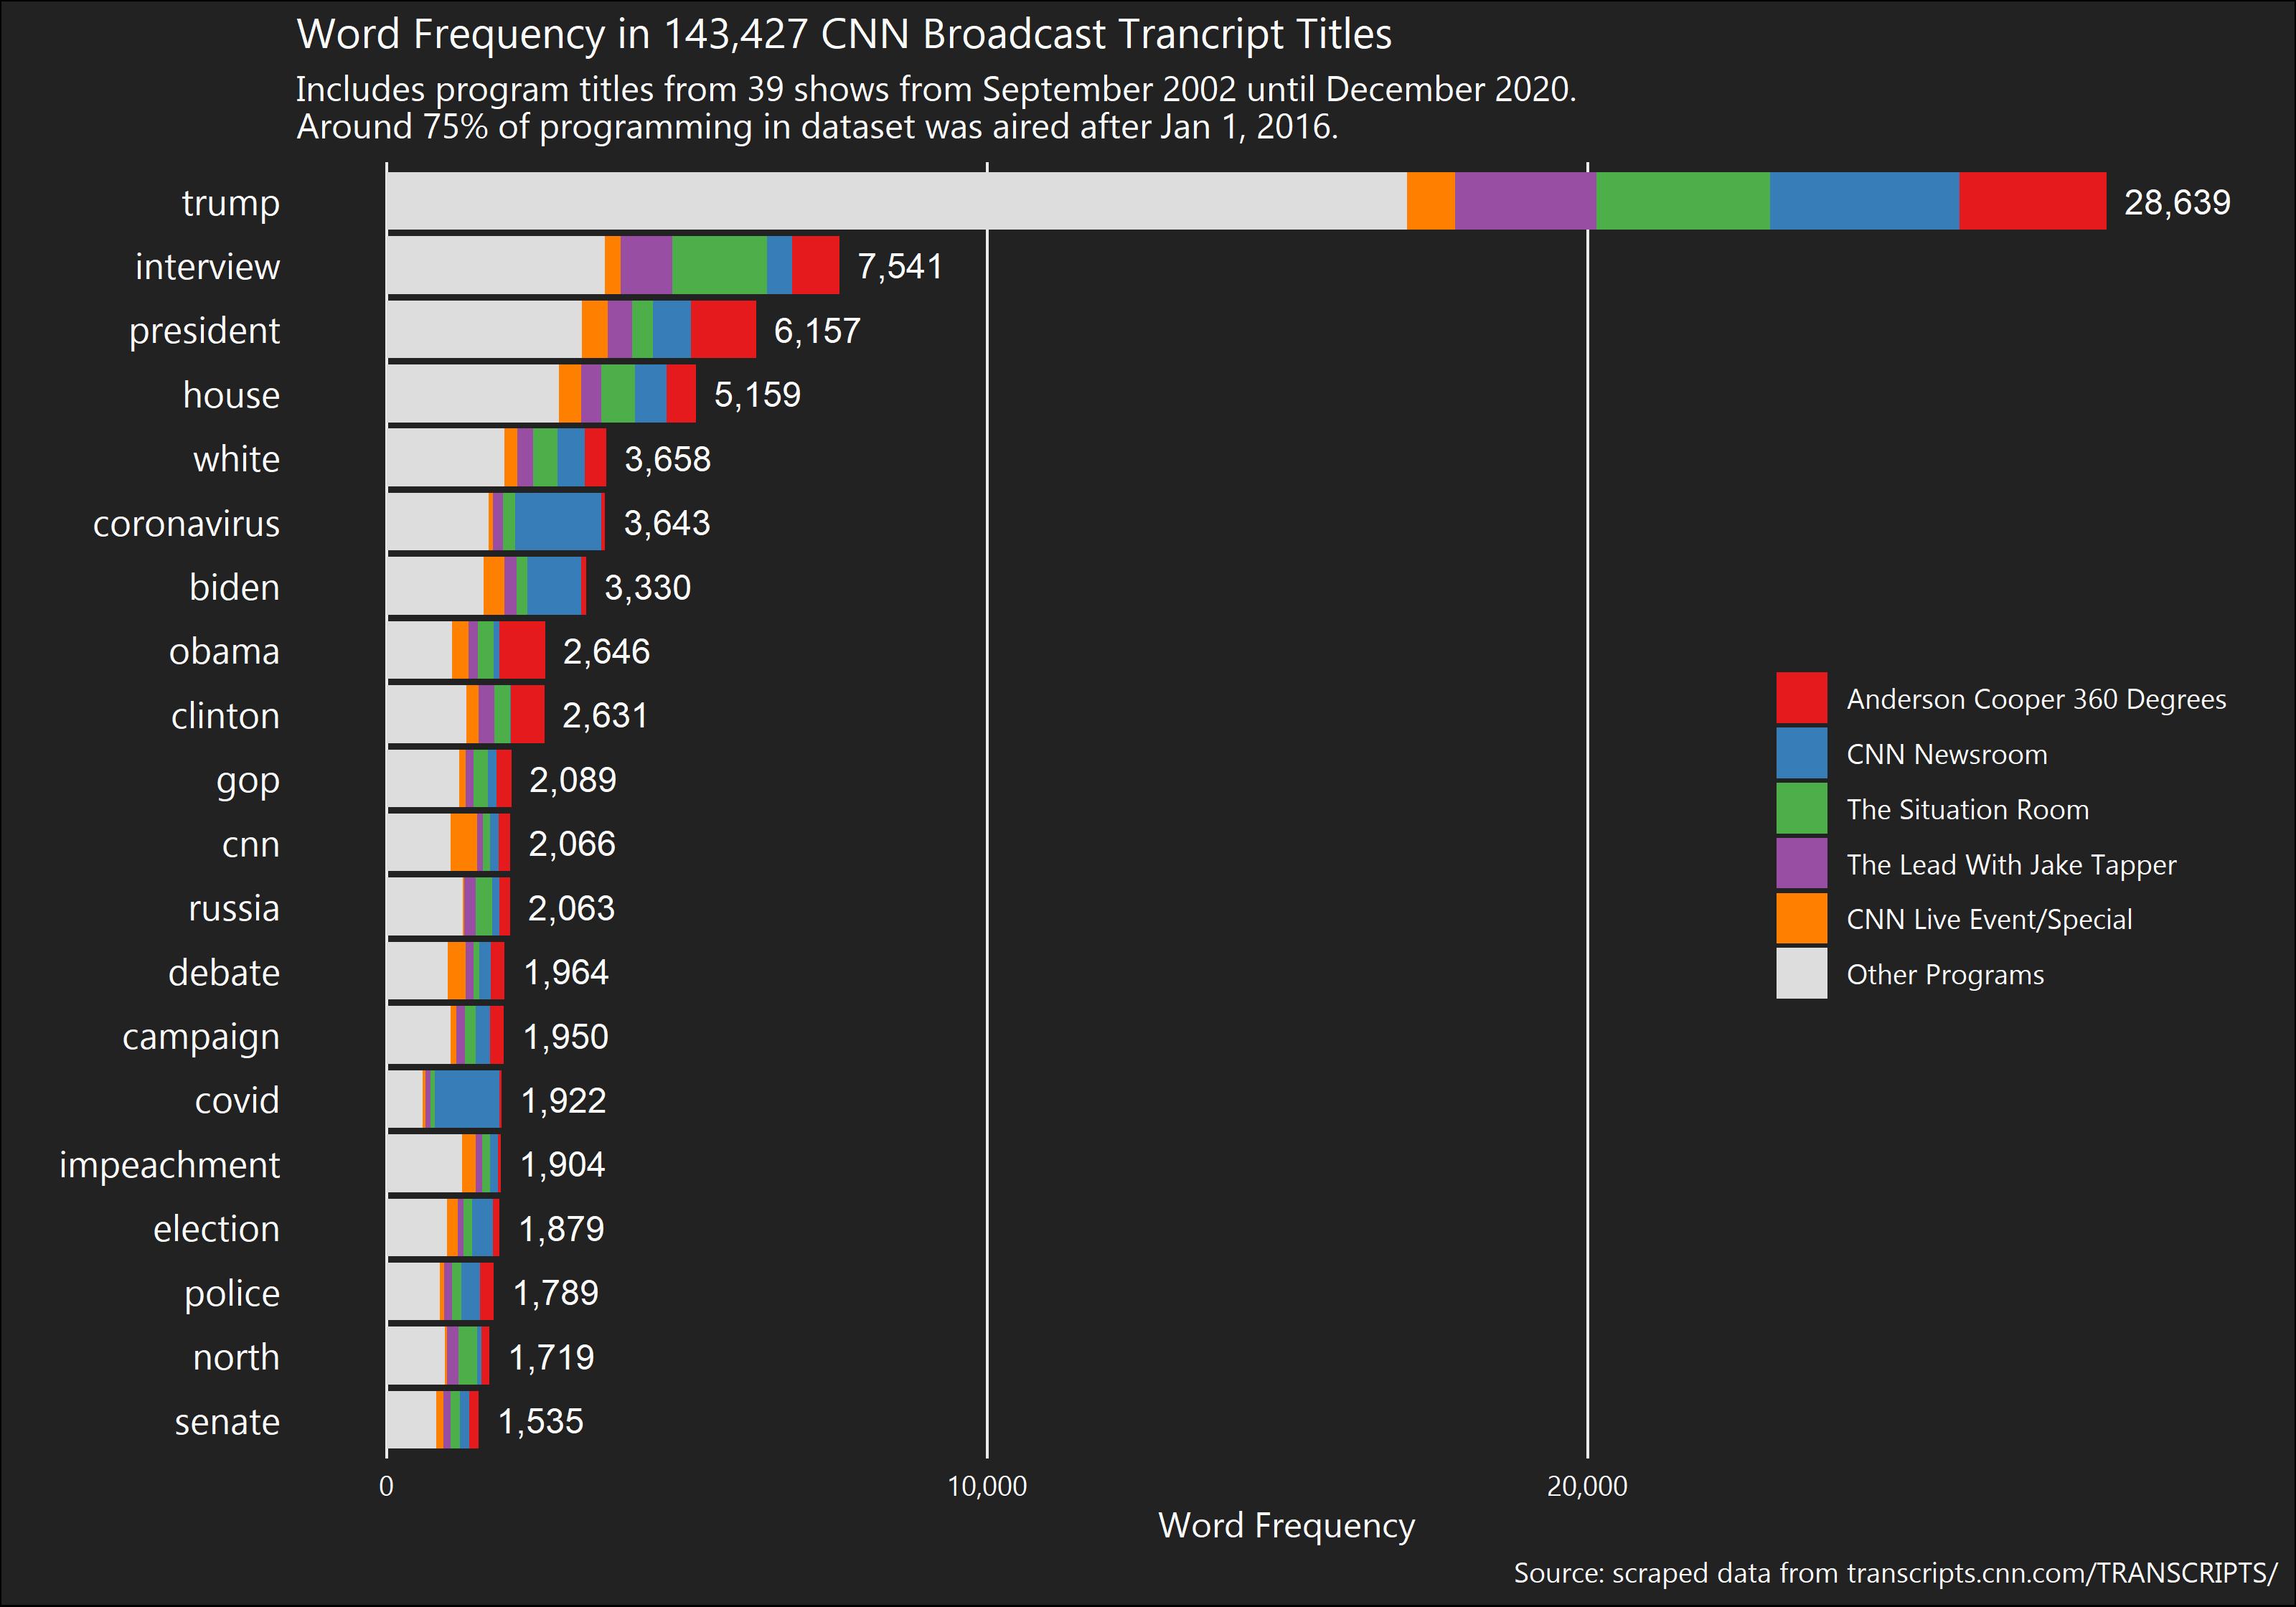 Word Frequency in 143,427 CNN Broadcast Trancript Titles
Includes program titles from 39 shows from September 2002 until December 2020.
Around 75% of programming in dataset was aired after Jan 1, 2016.
trump 28,639
interview 7,541
president 6,157
house 5,159
white 3,658
coronavirus 3,643
biden 3,330
obama 2,646
clinton 2,631
gop 2,089
cnn 2,066
russia 2,063
debate 1,964
campaign 1,950
covid 1,922
impeachment 1,904
election 1,879
police 1,789
north 1,719
senate 1,535
Anderson Cooper 360 Degrees
CNN Newsroom
The Situation Room
The Lead With Jake Tapper
CNN Live Event/Special
Other Programs
0 10,000 20,000
Word Frequency
Source: scraped data from transcripts.cnn.com/TRANSCRIPTS/